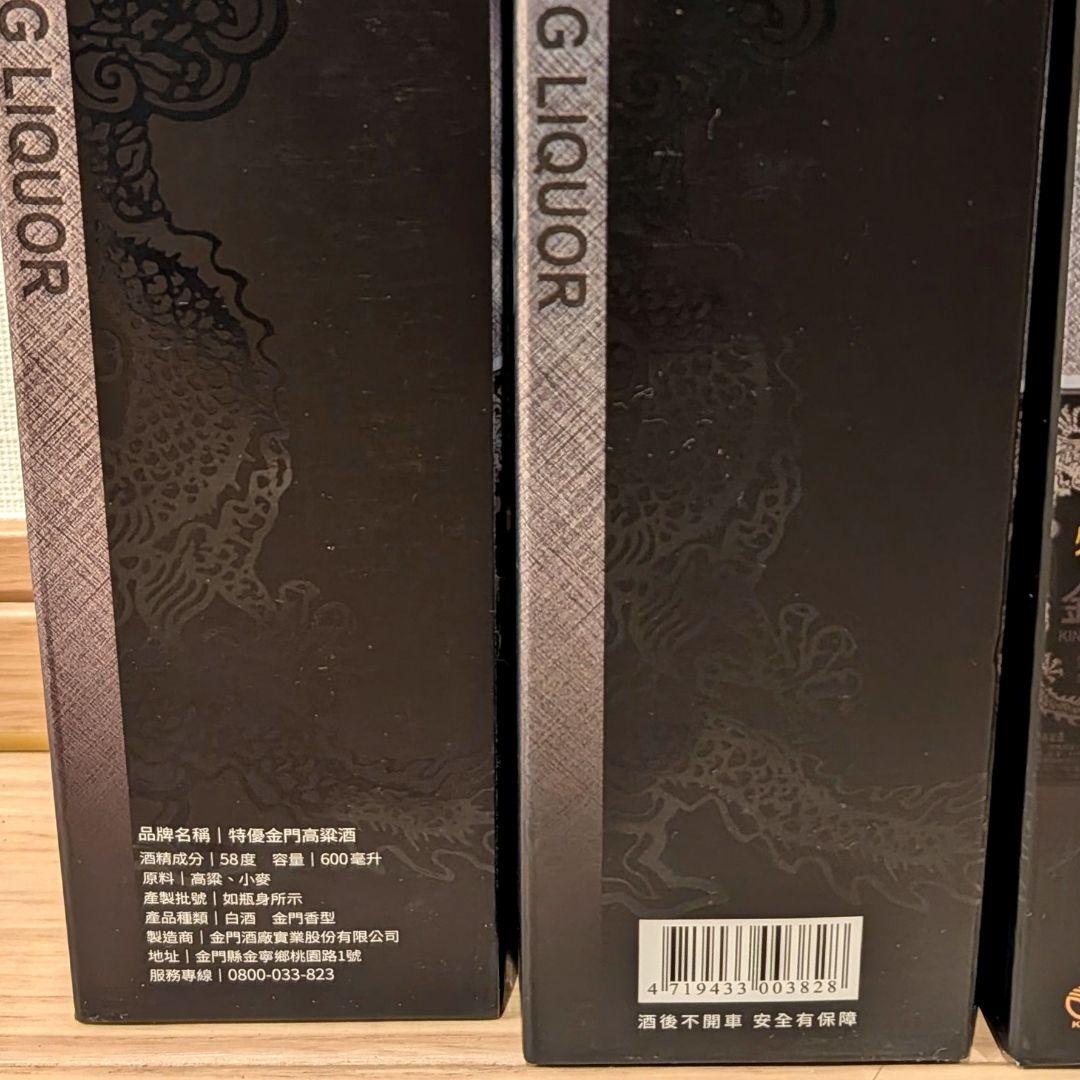 G LIQUOR
品牌名稱｜特優金門高粱酒
酒精成分｜58度 容量｜600毫升
原料｜高粱、小麥
產製批號｜如瓶身所示
產品種類｜白酒 金門香型
製造商｜金門酒廠實業股份有限公司
地址｜金門縣金寧鄉桃園路1號
服務專線｜0800-033-823
G LIQUOR
4 719433 003828
酒後不開車 安全有保障
金
KIN